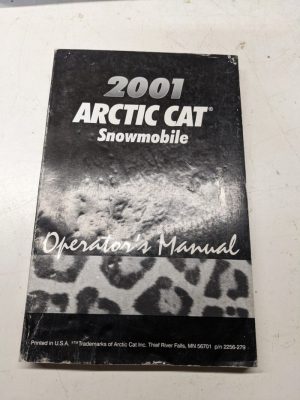 2001
ARCTIC CAT®
Snowmobile
Operator's Manual
Printed in U.S.A. ®™Trademarks of Arctic Cat Inc. Thief River Falls, MN 56701 p/n 2256-279